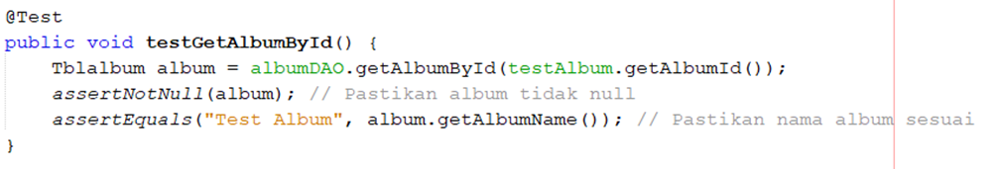 @Test
public void testGetAlbumById() {
    Tblalbum album = albumDAO.getAlbumById(testAlbum.getAlbumId());
    assertNotNull(album); // Pastikan album tidak null
    assertEquals("Test Album", album.getAlbumName()); // Pastikan nama album sesuai
}